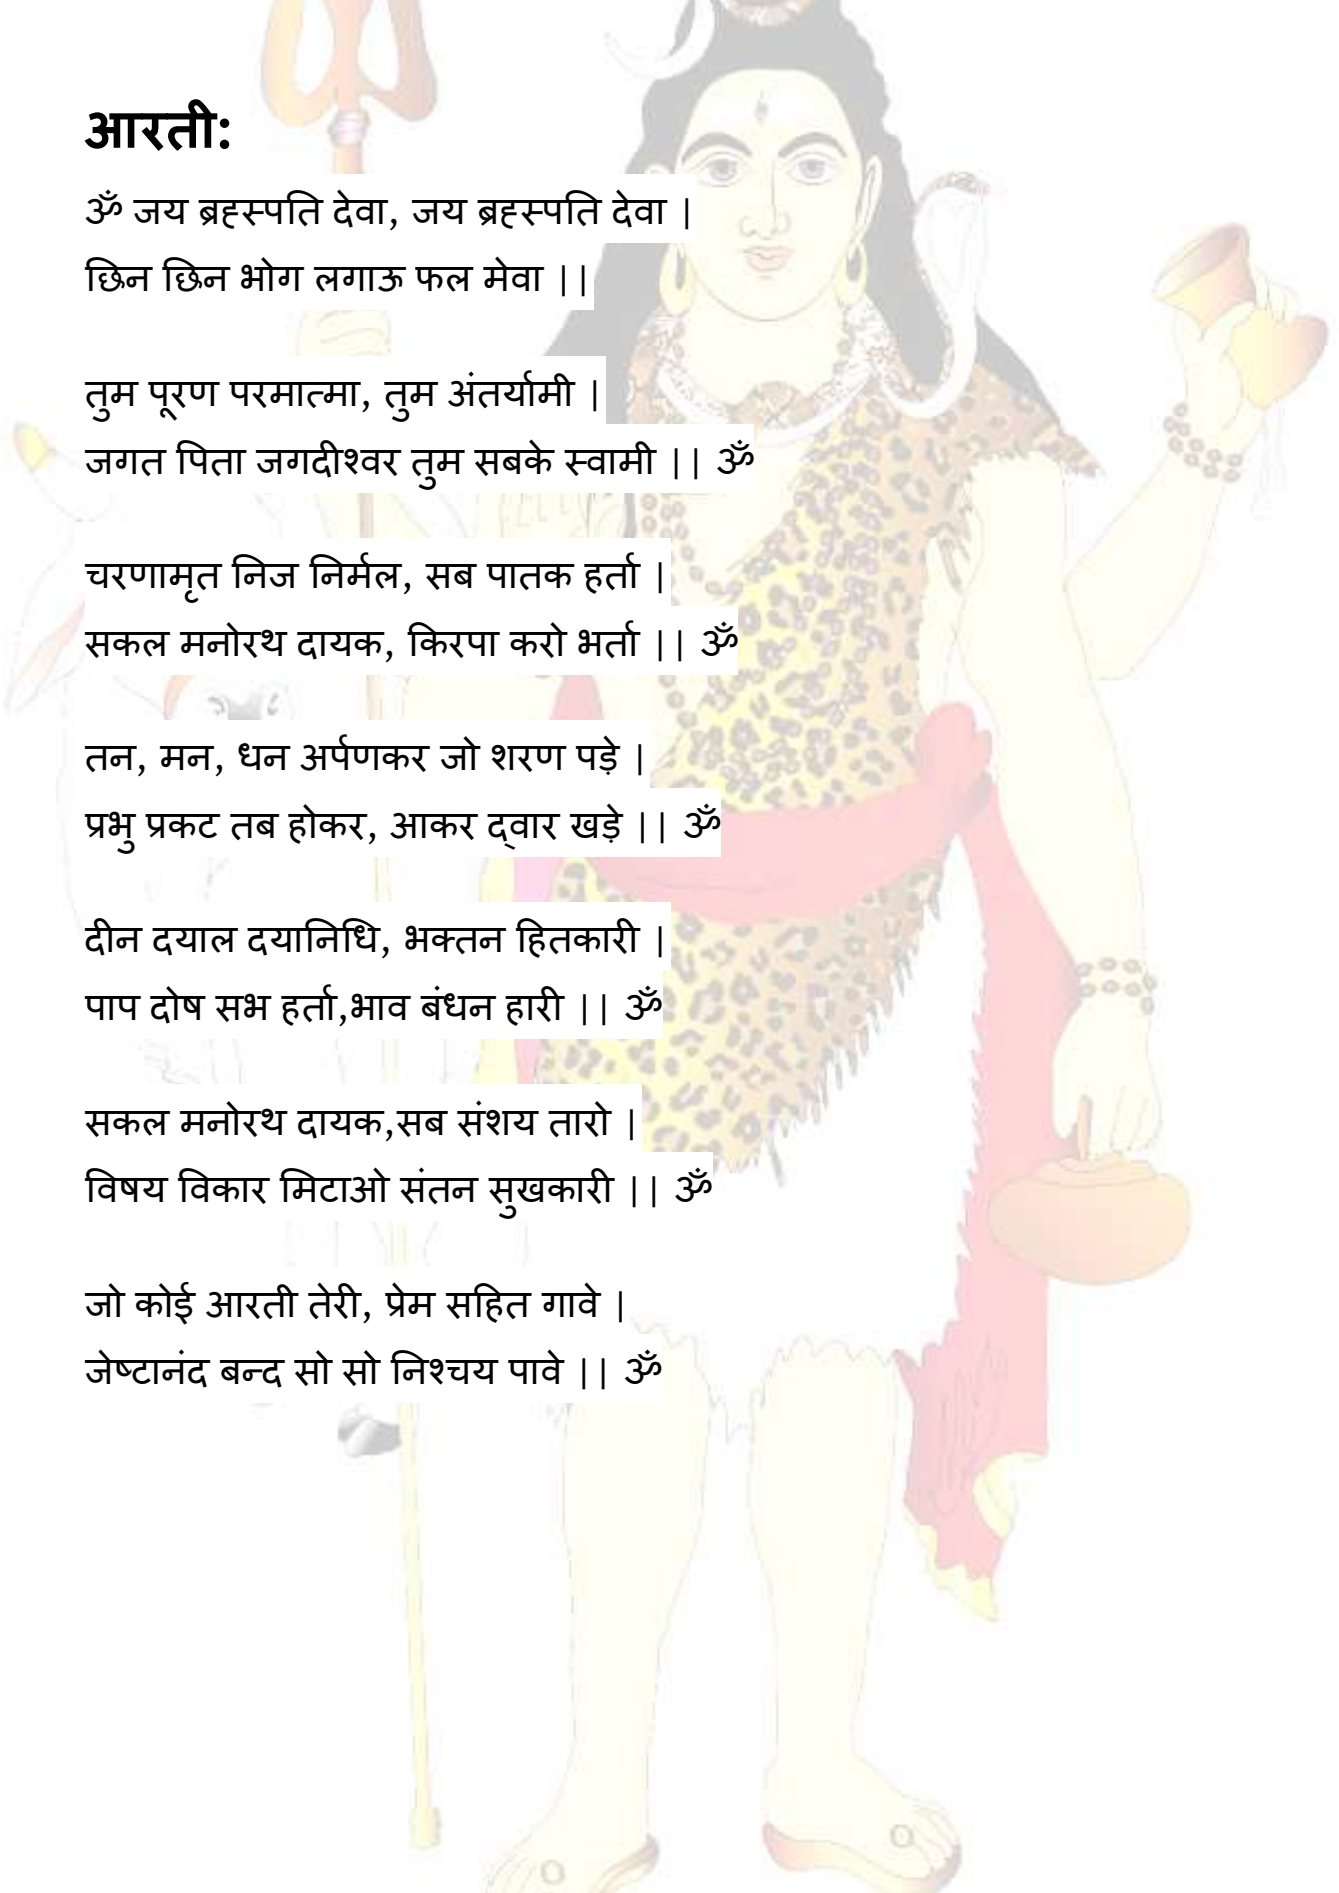 आरती:
ॐ जय ब्रह्स्पति देवा, जय ब्रह्स्पति देवा |
छिन छिन भोग लगाऊ फल मेवा ||
तुम पूरण परमात्मा, तुम अंतर्यामी |
जगत पिता जगदीश्वर तुम सबके स्वामी || ॐ
चरणामृत निज निर्मल, सब पातक हर्ता |
सकल मनोरथ दायक, किरपा करो भर्ता || ॐ
तन, मन, धन अर्पणकर जो शरण पड़े |
प्रभु प्रकट तब होकर, आकर द्वार खड़े || ॐ
दीन दयाल दयानिधि, भक्तन हितकारी |
पाप दोष सभ हर्ता,भाव बंधन हारी || ॐ
सकल मनोरथ दायक,सब संशय तारो |
विषय विकार मिटाओ संतन सुखकारी || ॐ
जो कोई आरती तेरी, प्रेम सहित गावे |
जेष्टानंद बन्द सो सो निश्चय पावे || ॐ